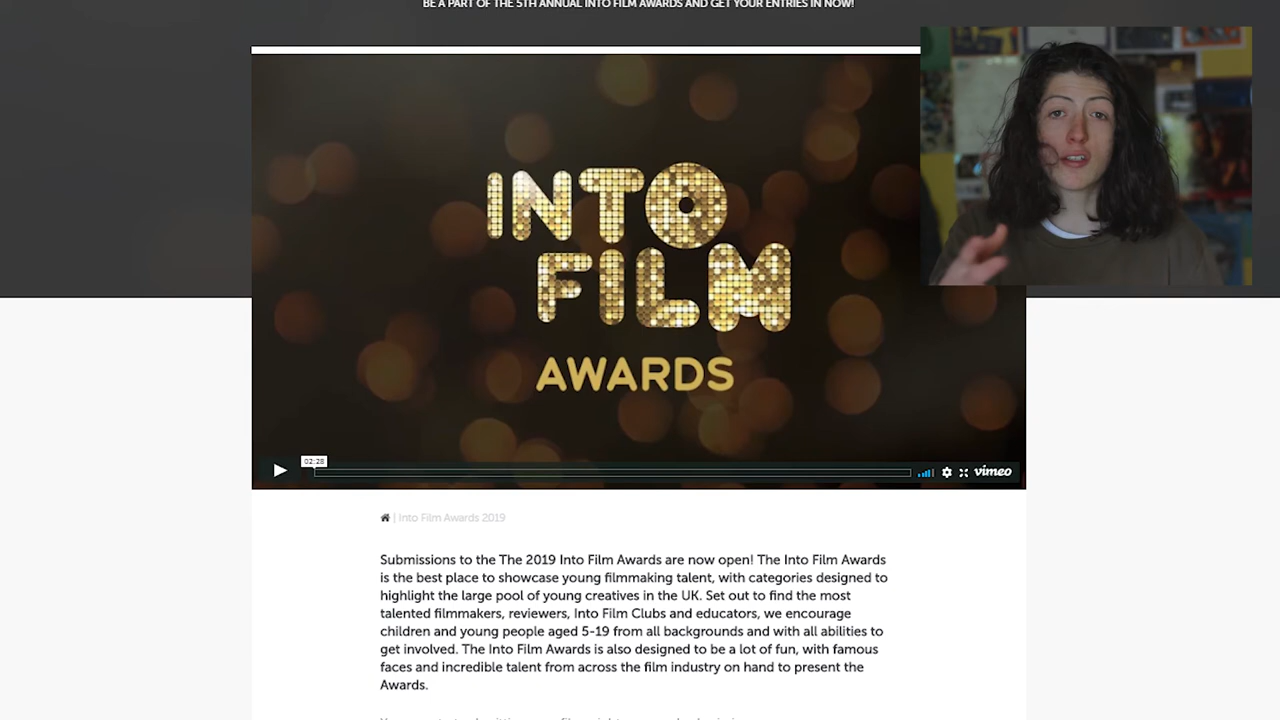 BE A PART OF THE 5TH ANNUAL INTO FILM AWARDS AND GET YOUR ENTRIES IN NOW!
INTO
FILM
AWARDS
02:28
vimeo
| Into Film Awards 2019
Submissions to the The 2019 Into Film Awards are now open! The Into Film Awards
is the best place to showcase young filmmaking talent, with categories designed to
highlight the large pool of young creatives in the UK. Set out to find the most
talented filmmakers, reviewers, Into Film Clubs and educators, we encourage
children and young people aged 5-19 from all backgrounds and with all abilities to
get involved. The Into Film Awards is also designed to be a lot of fun, with famous
faces and incredible talent from across the film industry on hand to present the
Awards.